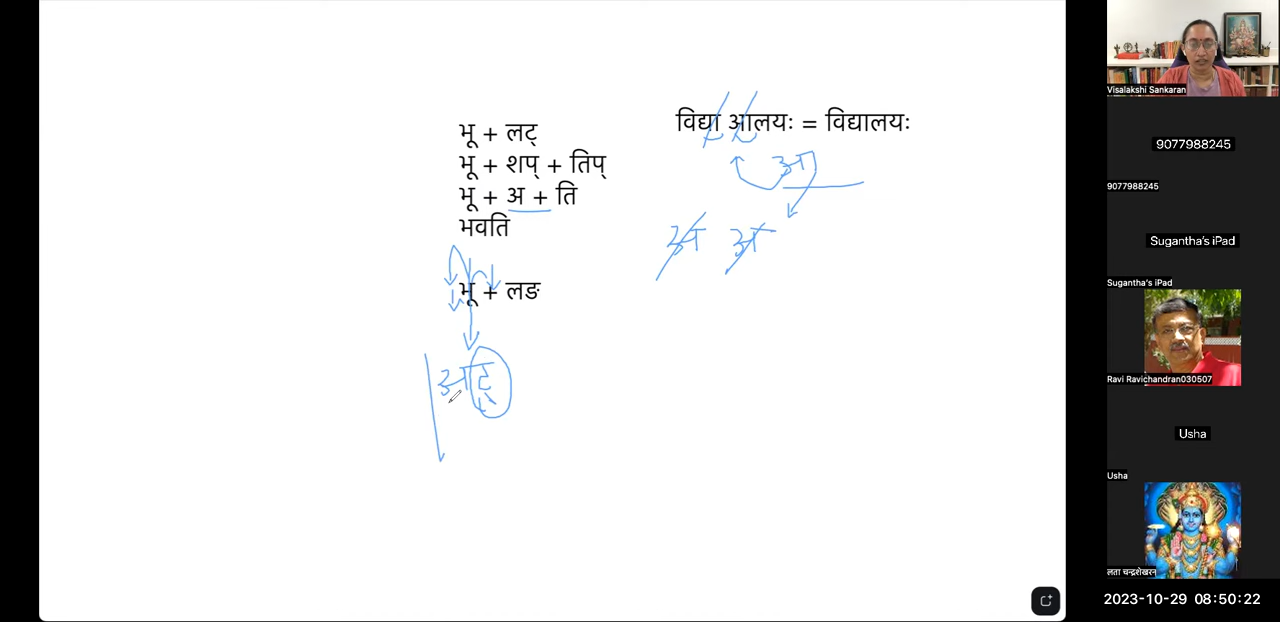 भू + लट्
भू + शप् + तिप्
भू + अ + ति
भवति
भू + लङ
अट्
विद्या आलयः = विद्यालयः
आ
अ अ
Visalakshi Sankaran
9077988245
9077988245
Sugantha's iPad
Sugantha's iPad
Ravi Ravichandran030507
Usha
Usha
लता चन्द्रशेखरन
2023-10-29 08:50:22